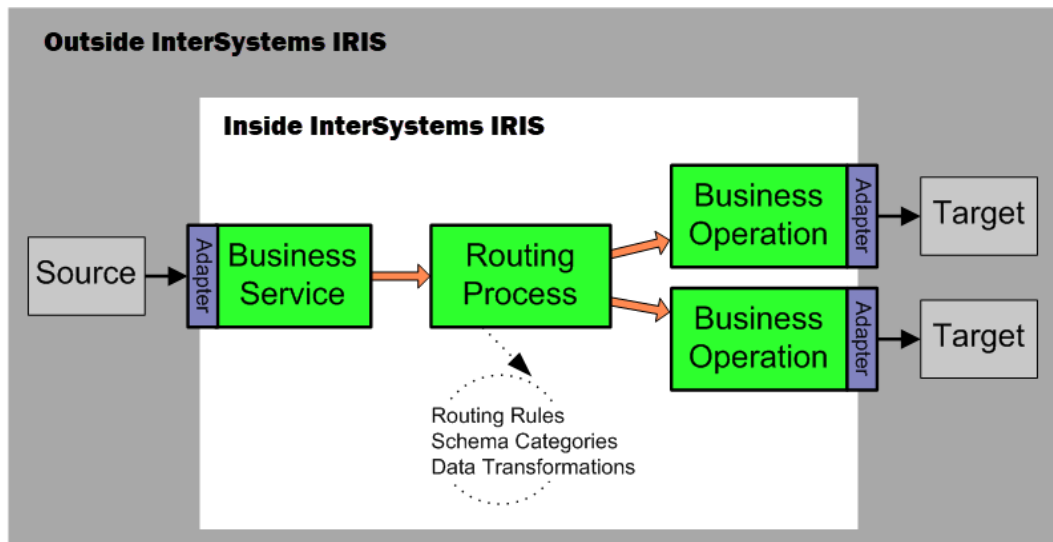 Outside InterSystems IRIS
Inside InterSystems IRIS
Source
Adapter
Business
Service
Routing
Process
Business
Operation
Adapter
Target
Business
Operation
Adapter
Target
Routing Rules
Schema Categories
Data Transformations